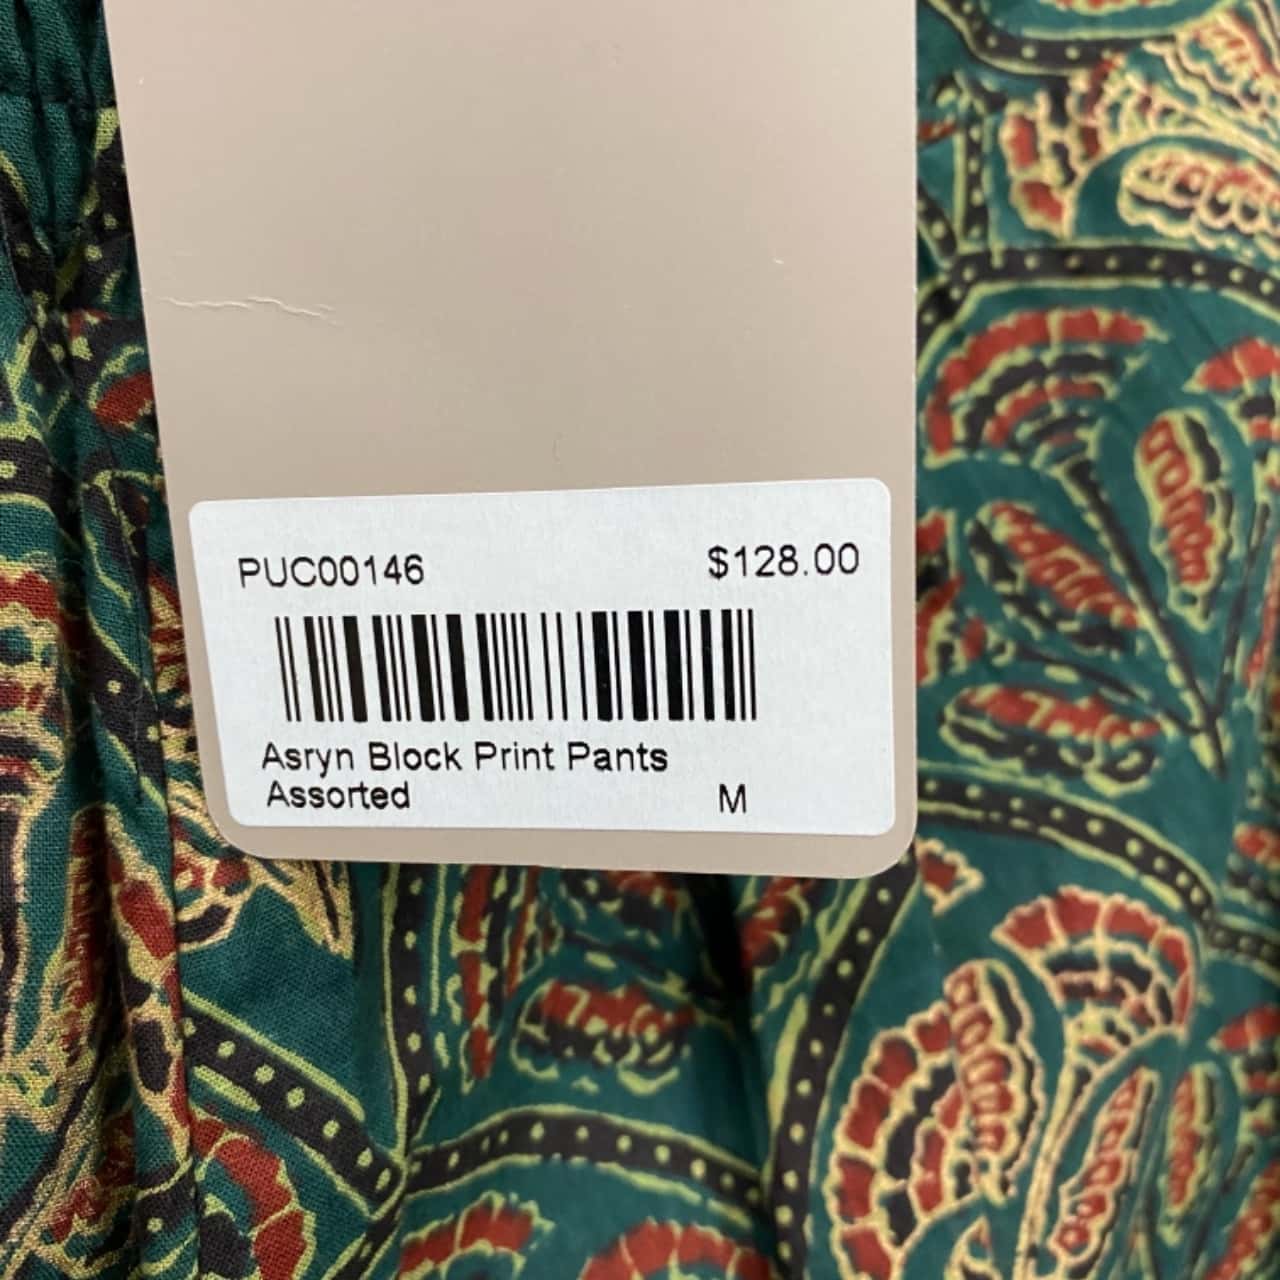 PUC00146 $128.00
Asryn Block Print Pants
Assorted M